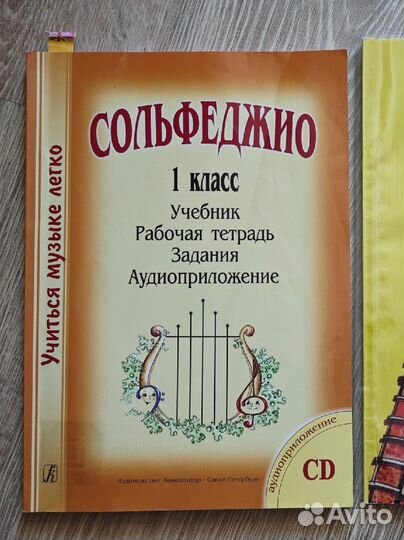 Учиться музыке легко
СОЛЬФЕДЖИО
1 класс
Учебник
Рабочая тетрадь
Задания
Аудиоприложение
аудиоприложение
CD
Издательство «Композитор • Санкт-Петербург»
Avito